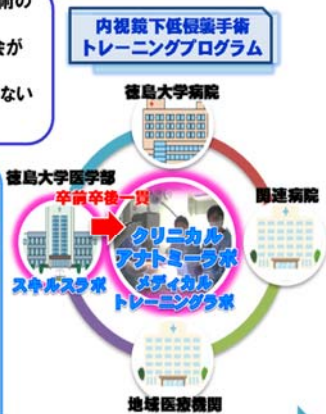 術の
会が
ない
内視鏡下低侵襲手術
トレーニングプログラム
徳島大学病院
徳島大学医学部
卒前卒後一貫
関連病院
クリニカル
アナトミーラボ
スキルスラボ
メディカル
トレーニングラボ
地域医療機関